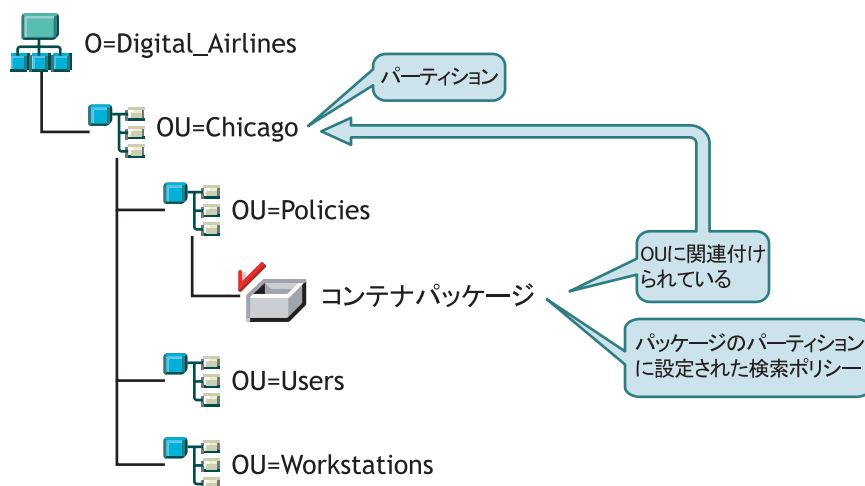 O=Digital_Airlines
パーティション
OU=Chicago
OU=Policies
OUに関連付け
られている
コンテナパッケージ
パッケージのパーティション
に設定された検索ポリシー
OU=Users
OU=Workstations